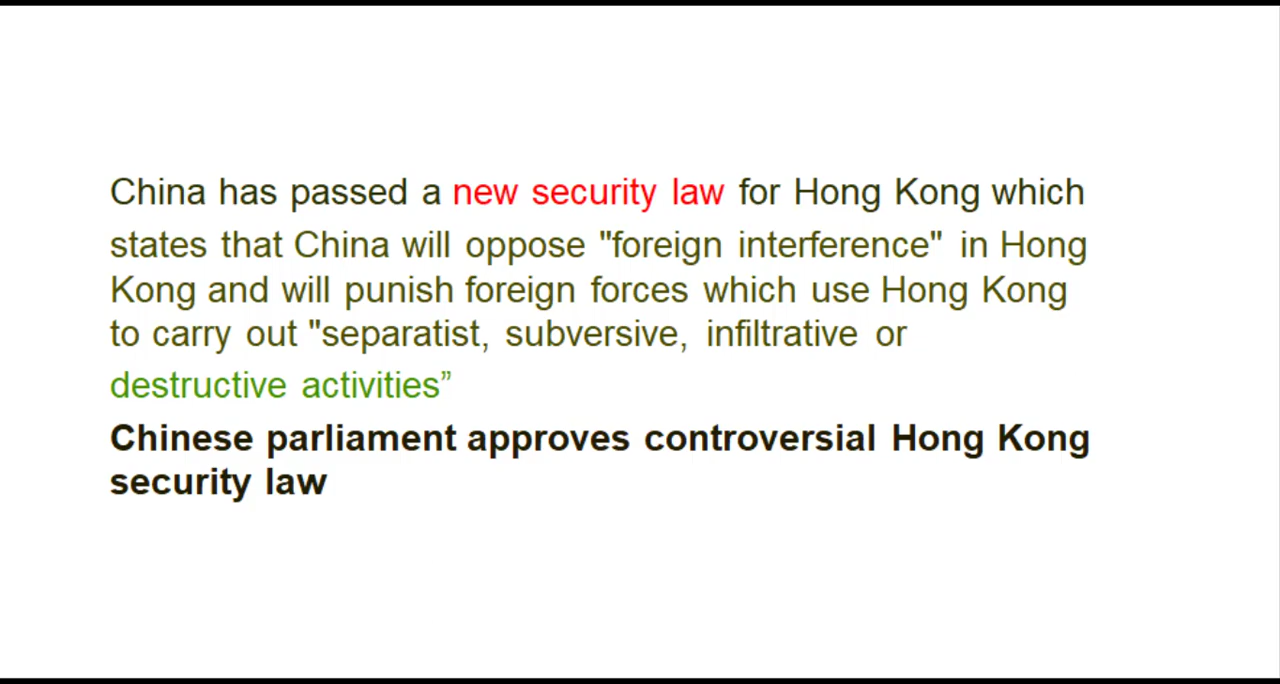 China has passed a new security law for Hong Kong which
states that China will oppose "foreign interference" in Hong
Kong and will punish foreign forces which use Hong Kong
to carry out "separatist, subversive, infiltrative or
destructive activities”
Chinese parliament approves controversial Hong Kong
security law